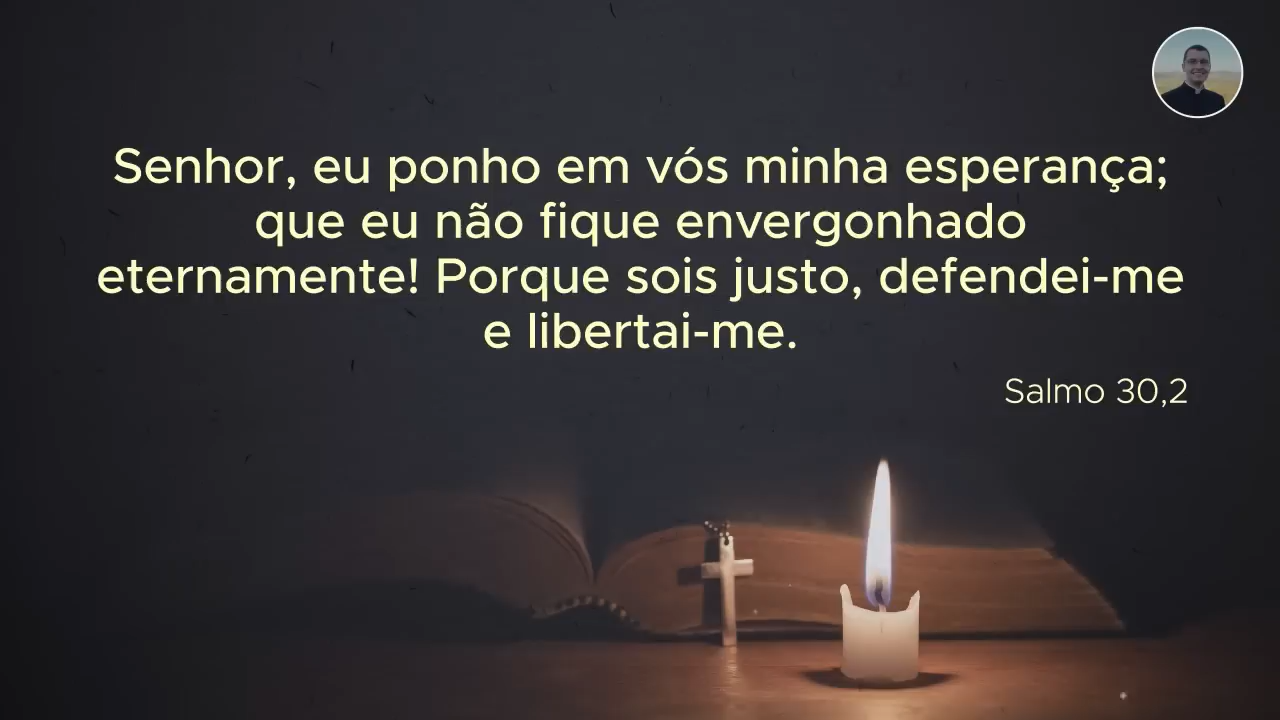 Senhor, eu ponho em vós minha esperança;
que eu não fique envergonhado
eternamente! Porque sois justo, defendei-me
e libertai-me.
Salmo 30,2